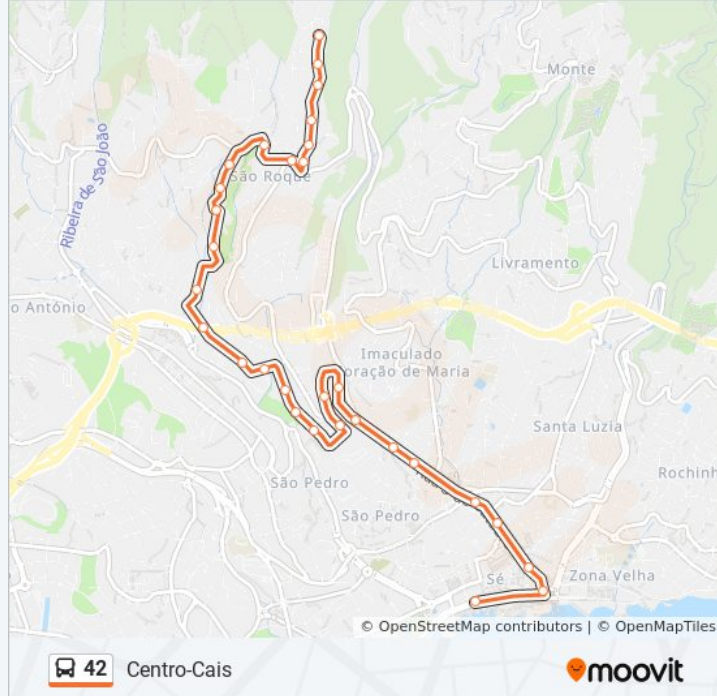 Monte
Ribeira de São João
São Roque
Livramento
o António
Imaculado
oração de Maria
Santa Luzia
Rochinh
São Pedro
São Pedro
Sé
Zona Velha
© OpenStreetMap contributors | © OpenMapTiles
42 Centro-Cais
moovit